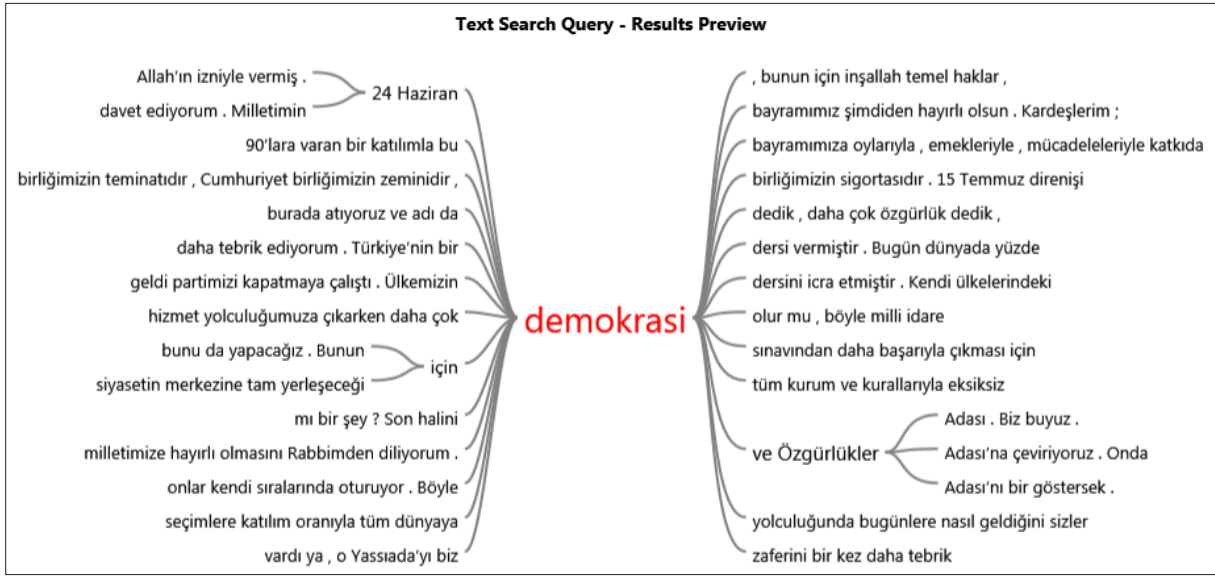 Text Search Query - Results Preview
Allah'ın izniyle vermiş .
davet ediyorum . Milletimin
24 Haziran
90'lara varan bir katılımla bu
birliğimizin teminatıdır , Cumhuriyet birliğimizin zeminidir ,
burada atıyoruz ve adı da
daha tebrik ediyorum . Türkiye'nin bir
geldi partimizi kapatmaya çalıştı . Ülkemizin
hizmet yolculuğumuza çıkarken daha çok
bunu da yapacağız . Bunun
siyasetin merkezine tam yerleşeceği
için
mı bir şey ? Son halini
milletimize hayırlı olmasını Rabbimden diliyorum .
onlar kendi sıralarında oturuyor . Böyle
seçimlere katılım oranıyla tüm dünyaya
vardı ya , o Yassıada'yı biz
demokrasi
, bunun için inşallah temel haklar ,
bayramımız şimdiden hayırlı olsun . Kardeşlerim ;
bayramımıza oylarıyla , emekleriyle , mücadeleleriyle katkıda
birliğimizin sigortasıdır . 15 Temmuz direnişi
dedik , daha çok özgürlük dedik ,
dersi vermiştir . Bugün dünyada yüzde
dersini icra etmiştir . Kendi ülkelerindeki
olur mu , böyle milli idare
sınavından daha başarıyla çıkması için
tüm kurum ve kurallarıyla eksiksiz
ve Özgürlükler
Adası . Biz buyuz .
Adası'na çeviriyoruz . Onda
Adası'nı bir göstersek .
yolculuğunda bugünlere nasıl geldiğini sizler
zaferini bir kez daha tebrik